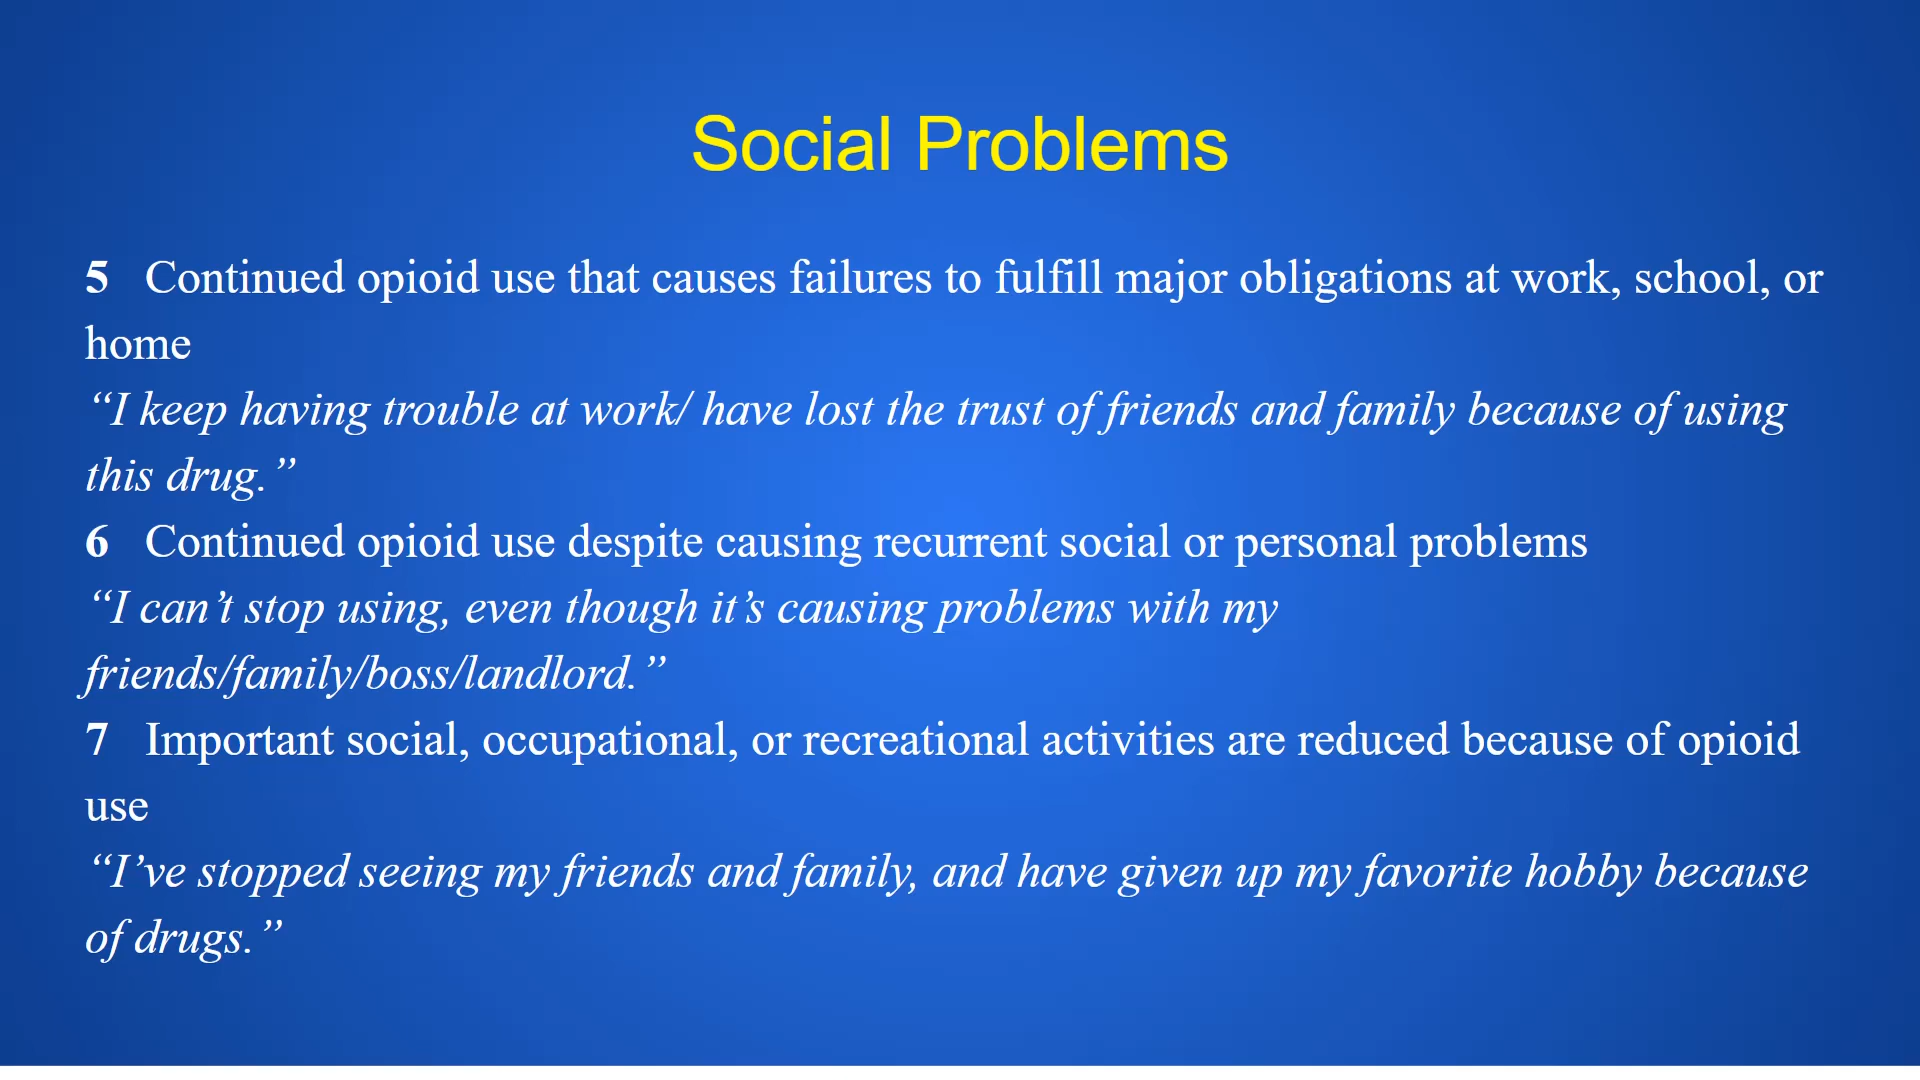 Social Problems
5 Continued opioid use that causes failures to fulfill major obligations at work, school, or
home
“I keep having trouble at work/ have lost the trust of friends and family because of using
this drug.”
6 Continued opioid use despite causing recurrent social or personal problems
“I can’t stop using, even though it’s causing problems with my
friends/family/boss/landlord.”
7 Important social, occupational, or recreational activities are reduced because of opioid
use
“I’ve stopped seeing my friends and family, and have given up my favorite hobby because
of drugs.”